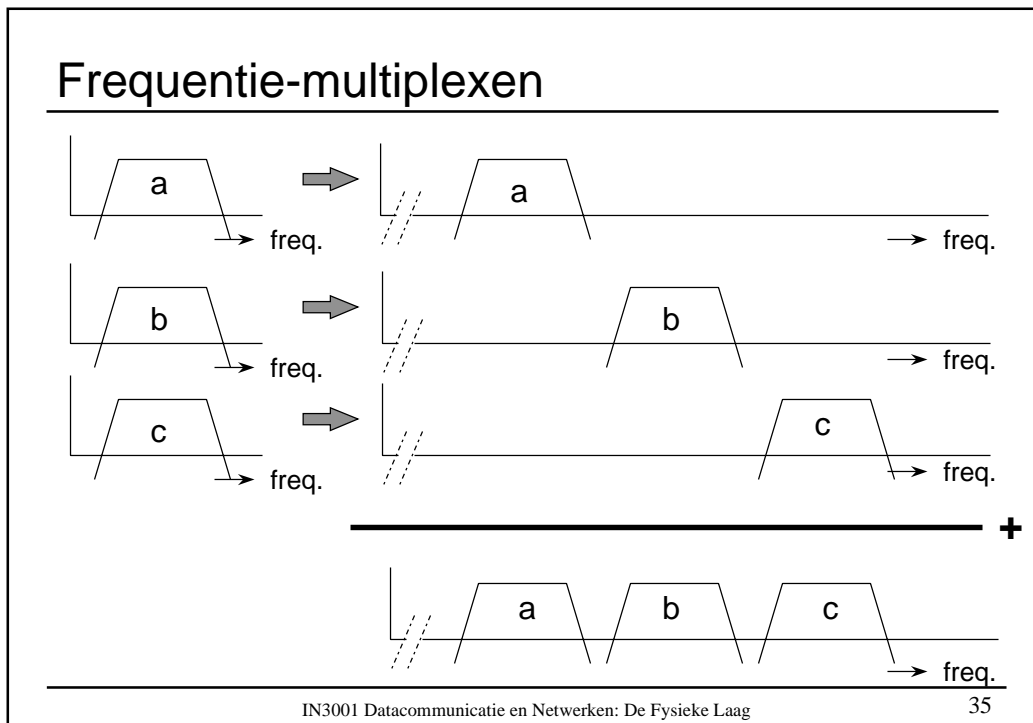 Frequentie-multiplexen
a
freq.
a
freq.
b
freq.
b
freq.
c
freq.
c
freq.
+
a b c
freq.
IN3001 Datacommunicatie en Netwerken: De Fysieke Laag
35